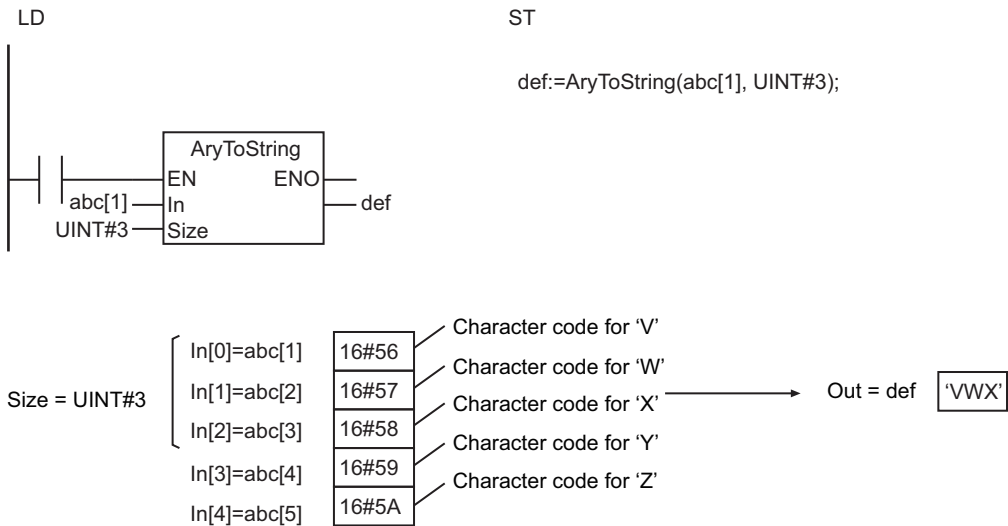 LD
ST
def:=AryToString(abc[1], UINT#3);
AryToString
EN ENO
abc[1] In def
UINT#3 Size
Character code for ‘V’
In[0]=abc[1] 16#56
Character code for ‘W’
Size = UINT#3 In[1]=abc[2] 16#57 Out = def ‘VWX’
Character code for ‘X’
In[2]=abc[3] 16#58
Character code for ‘Y’
In[3]=abc[4] 16#59
Character code for ‘Z’
In[4]=abc[5] 16#5A